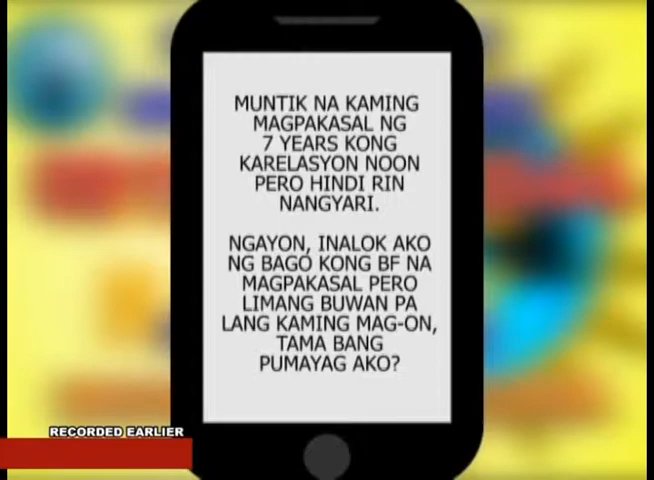 MUNTIK NA KAMING
MAGPAKASAL NG
7 YEARS KONG
KARELASYON NOON
PERO HINDI RIN
NANGYARI.
NGAYON, INALOK AKO
NG BAGO KONG BF NA
MAGPAKASAL PERO
LIMANG BUWAN PA
LANG KAMING MAG-ON,
TAMA BANG
PUMAYAG AKO?
RECORDED EARLIER